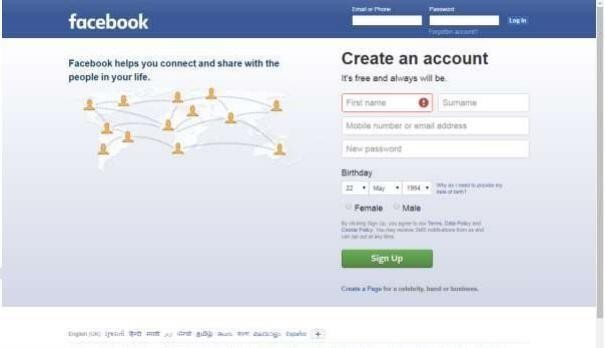 facebook
Email or Phone
Password
Log In
Forgotten account?
Facebook helps you connect and share with the
people in your life.
Create an account
It's free and always will be.
First name
Surname
Mobile number or email address
New password
Birthday
22 May 1994
Why do I need to provide my
date of birth?
Female Male
By clicking Sign Up, you agree to our Terms, Data Policy and
Cookie Policy. You may receive SMS notifications from us and
can opt out at any time.
Sign Up
Create a Page for a celebrity, band or business.
English (UK) हिन्दी मराठी தமிழ் తెలుగు বাংলা മലയാളം Español +